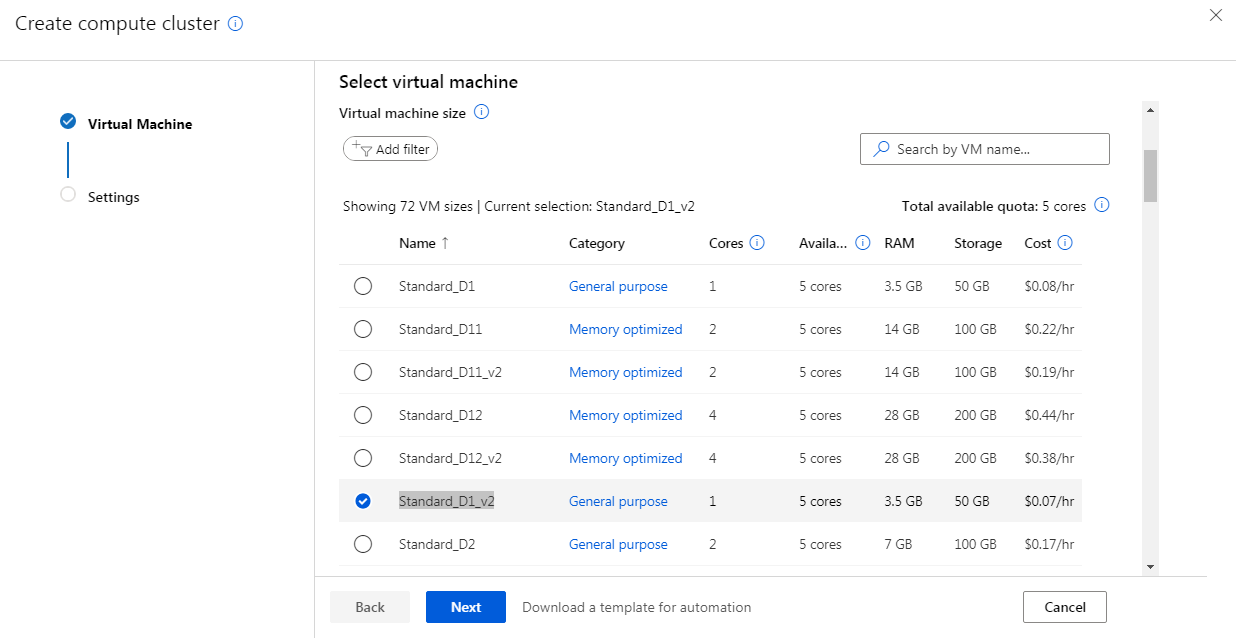 Create compute cluster
Select virtual machine
Virtual Machine
Settings
Virtual machine size
Add filter
Search by VM name...
Showing 72 VM sizes | Current selection: Standard_D1_v2
Total available quota: 5 cores
Name ↑ Category Cores Availa... RAM Storage Cost
Standard_D1 General purpose 1 5 cores 3.5 GB 50 GB $0.08/hr
Standard_D11 Memory optimized 2 5 cores 14 GB 100 GB $0.22/hr
Standard_D11_v2 Memory optimized 2 5 cores 14 GB 100 GB $0.19/hr
Standard_D12 Memory optimized 4 5 cores 28 GB 200 GB $0.44/hr
Standard_D12_v2 Memory optimized 4 5 cores 28 GB 200 GB $0.38/hr
Standard_D1_v2 General purpose 1 5 cores 3.5 GB 50 GB $0.07/hr
Standard_D2 General purpose 2 5 cores 7 GB 100 GB $0.17/hr
Back Next Download a template for automation Cancel